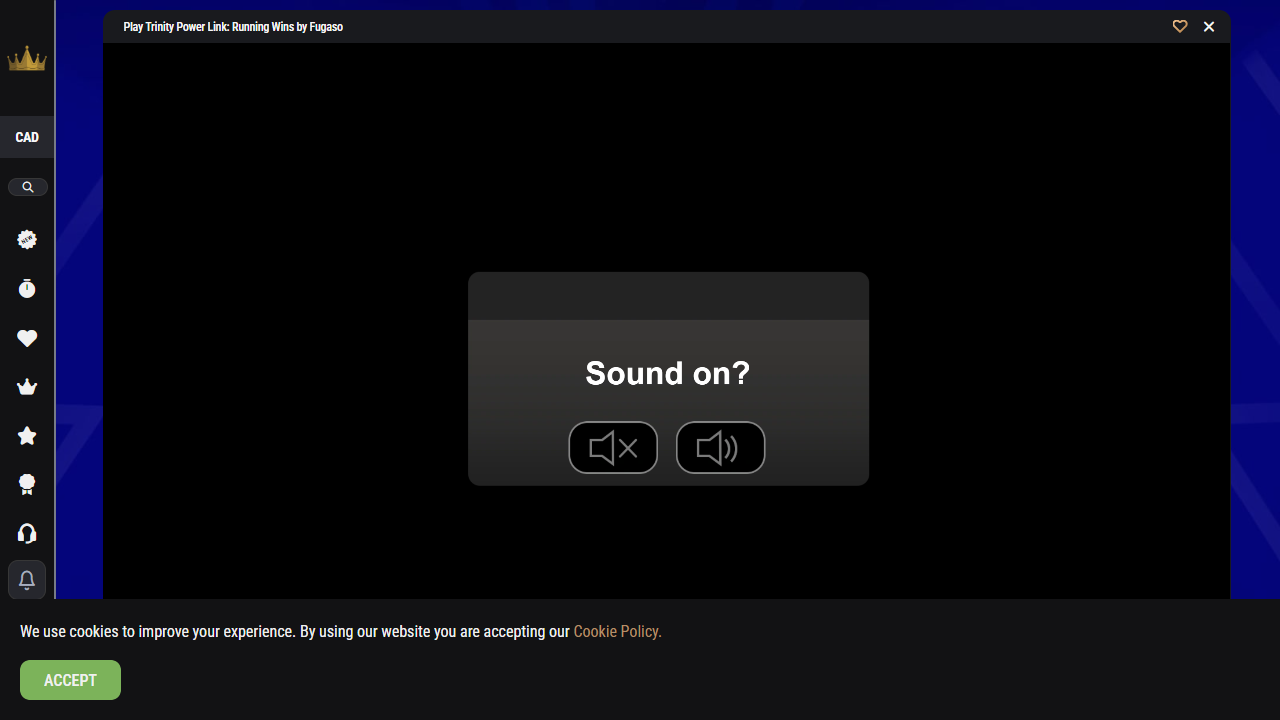 Play Trinity Power Link: Running Wins by Fugaso
CAD
NEW
Sound on?
We use cookies to improve your experience. By using our website you are accepting our Cookie Policy.
ACCEPT